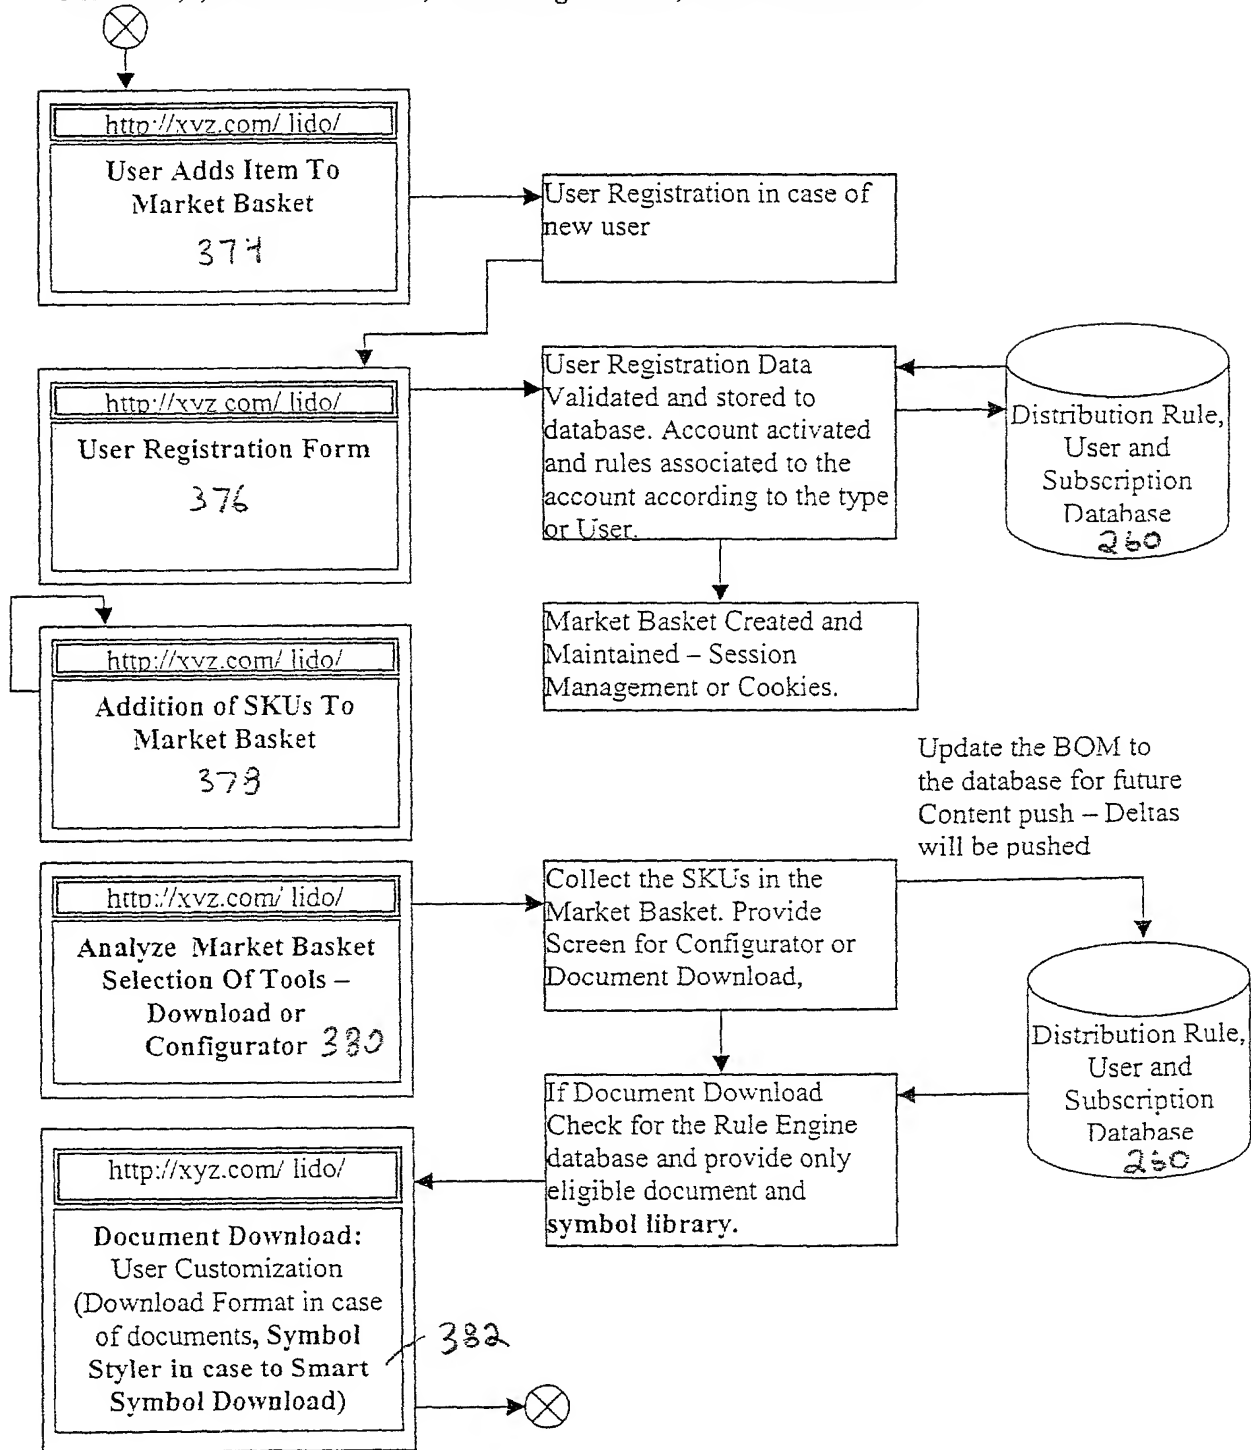 http://xyz.com/ lido/
User Adds Item To
Market Basket
374
User Registration in case of
new user
http://xyz.com/ lido/
User Registration Form
376
User Registration Data
Validated and stored to
database. Account activated
and rules associated to the
account according to the type
or User.
Distribution Rule,
User and
Subscription
Database
260
Market Basket Created and
Maintained – Session
Management or Cookies.
http://xyz.com/ lido/
Addition of SKUs To
Market Basket
378
Update the BOM to
the database for future
Content push – Deltas
will be pushed
http://xyz.com/ lido/
Analyze Market Basket
Selection Of Tools –
Download or
Configurator 380
Collect the SKUs in the
Market Basket. Provide
Screen for Configurator or
Document Download,
Distribution Rule,
User and
Subscription
Database
260
If Document Download
Check for the Rule Engine
database and provide only
eligible document and
symbol library.
http://xyz.com/ lido/
Document Download:
User Customization
(Download Format in case
of documents, Symbol
Styler in case to Smart
Symbol Download)
382